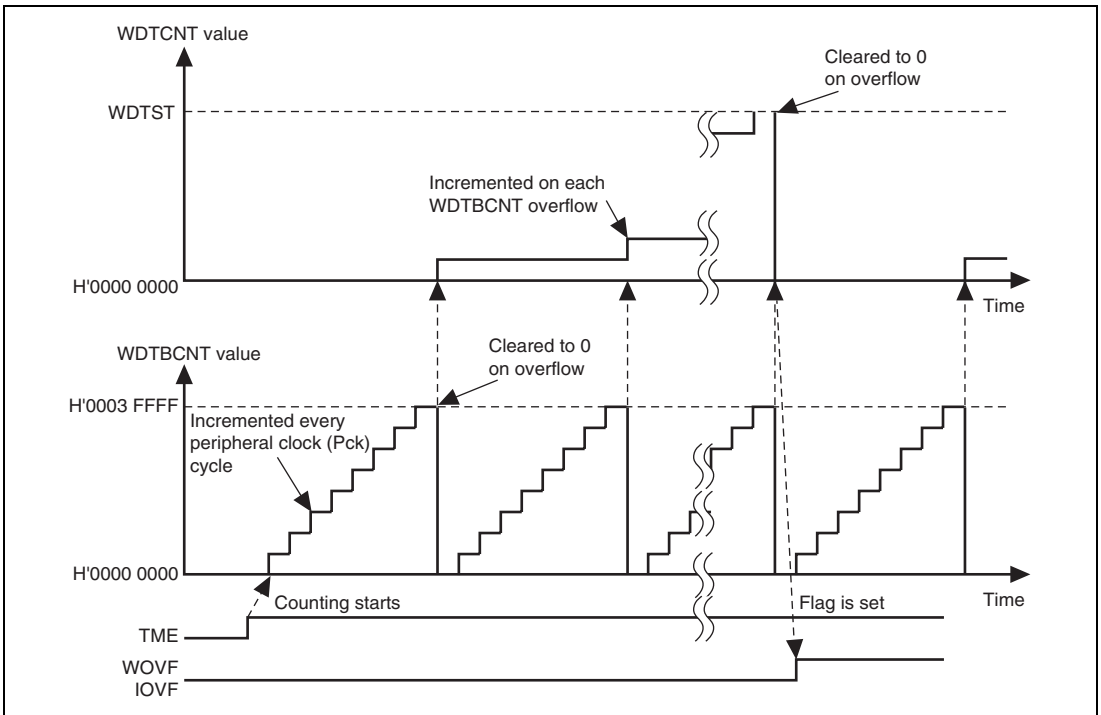 WDTCNT value
Cleared to 0
on overflow
WDTST
Incremented on each
WDTBCNT overflow
H'0000 0000
Time
WDTBCNT value
Cleared to 0
on overflow
H'0003 FFFF
Incremented every
peripheral clock (Pck)
cycle
H'0000 0000
Time
Counting starts
Flag is set
TME
WOVF
IOVF